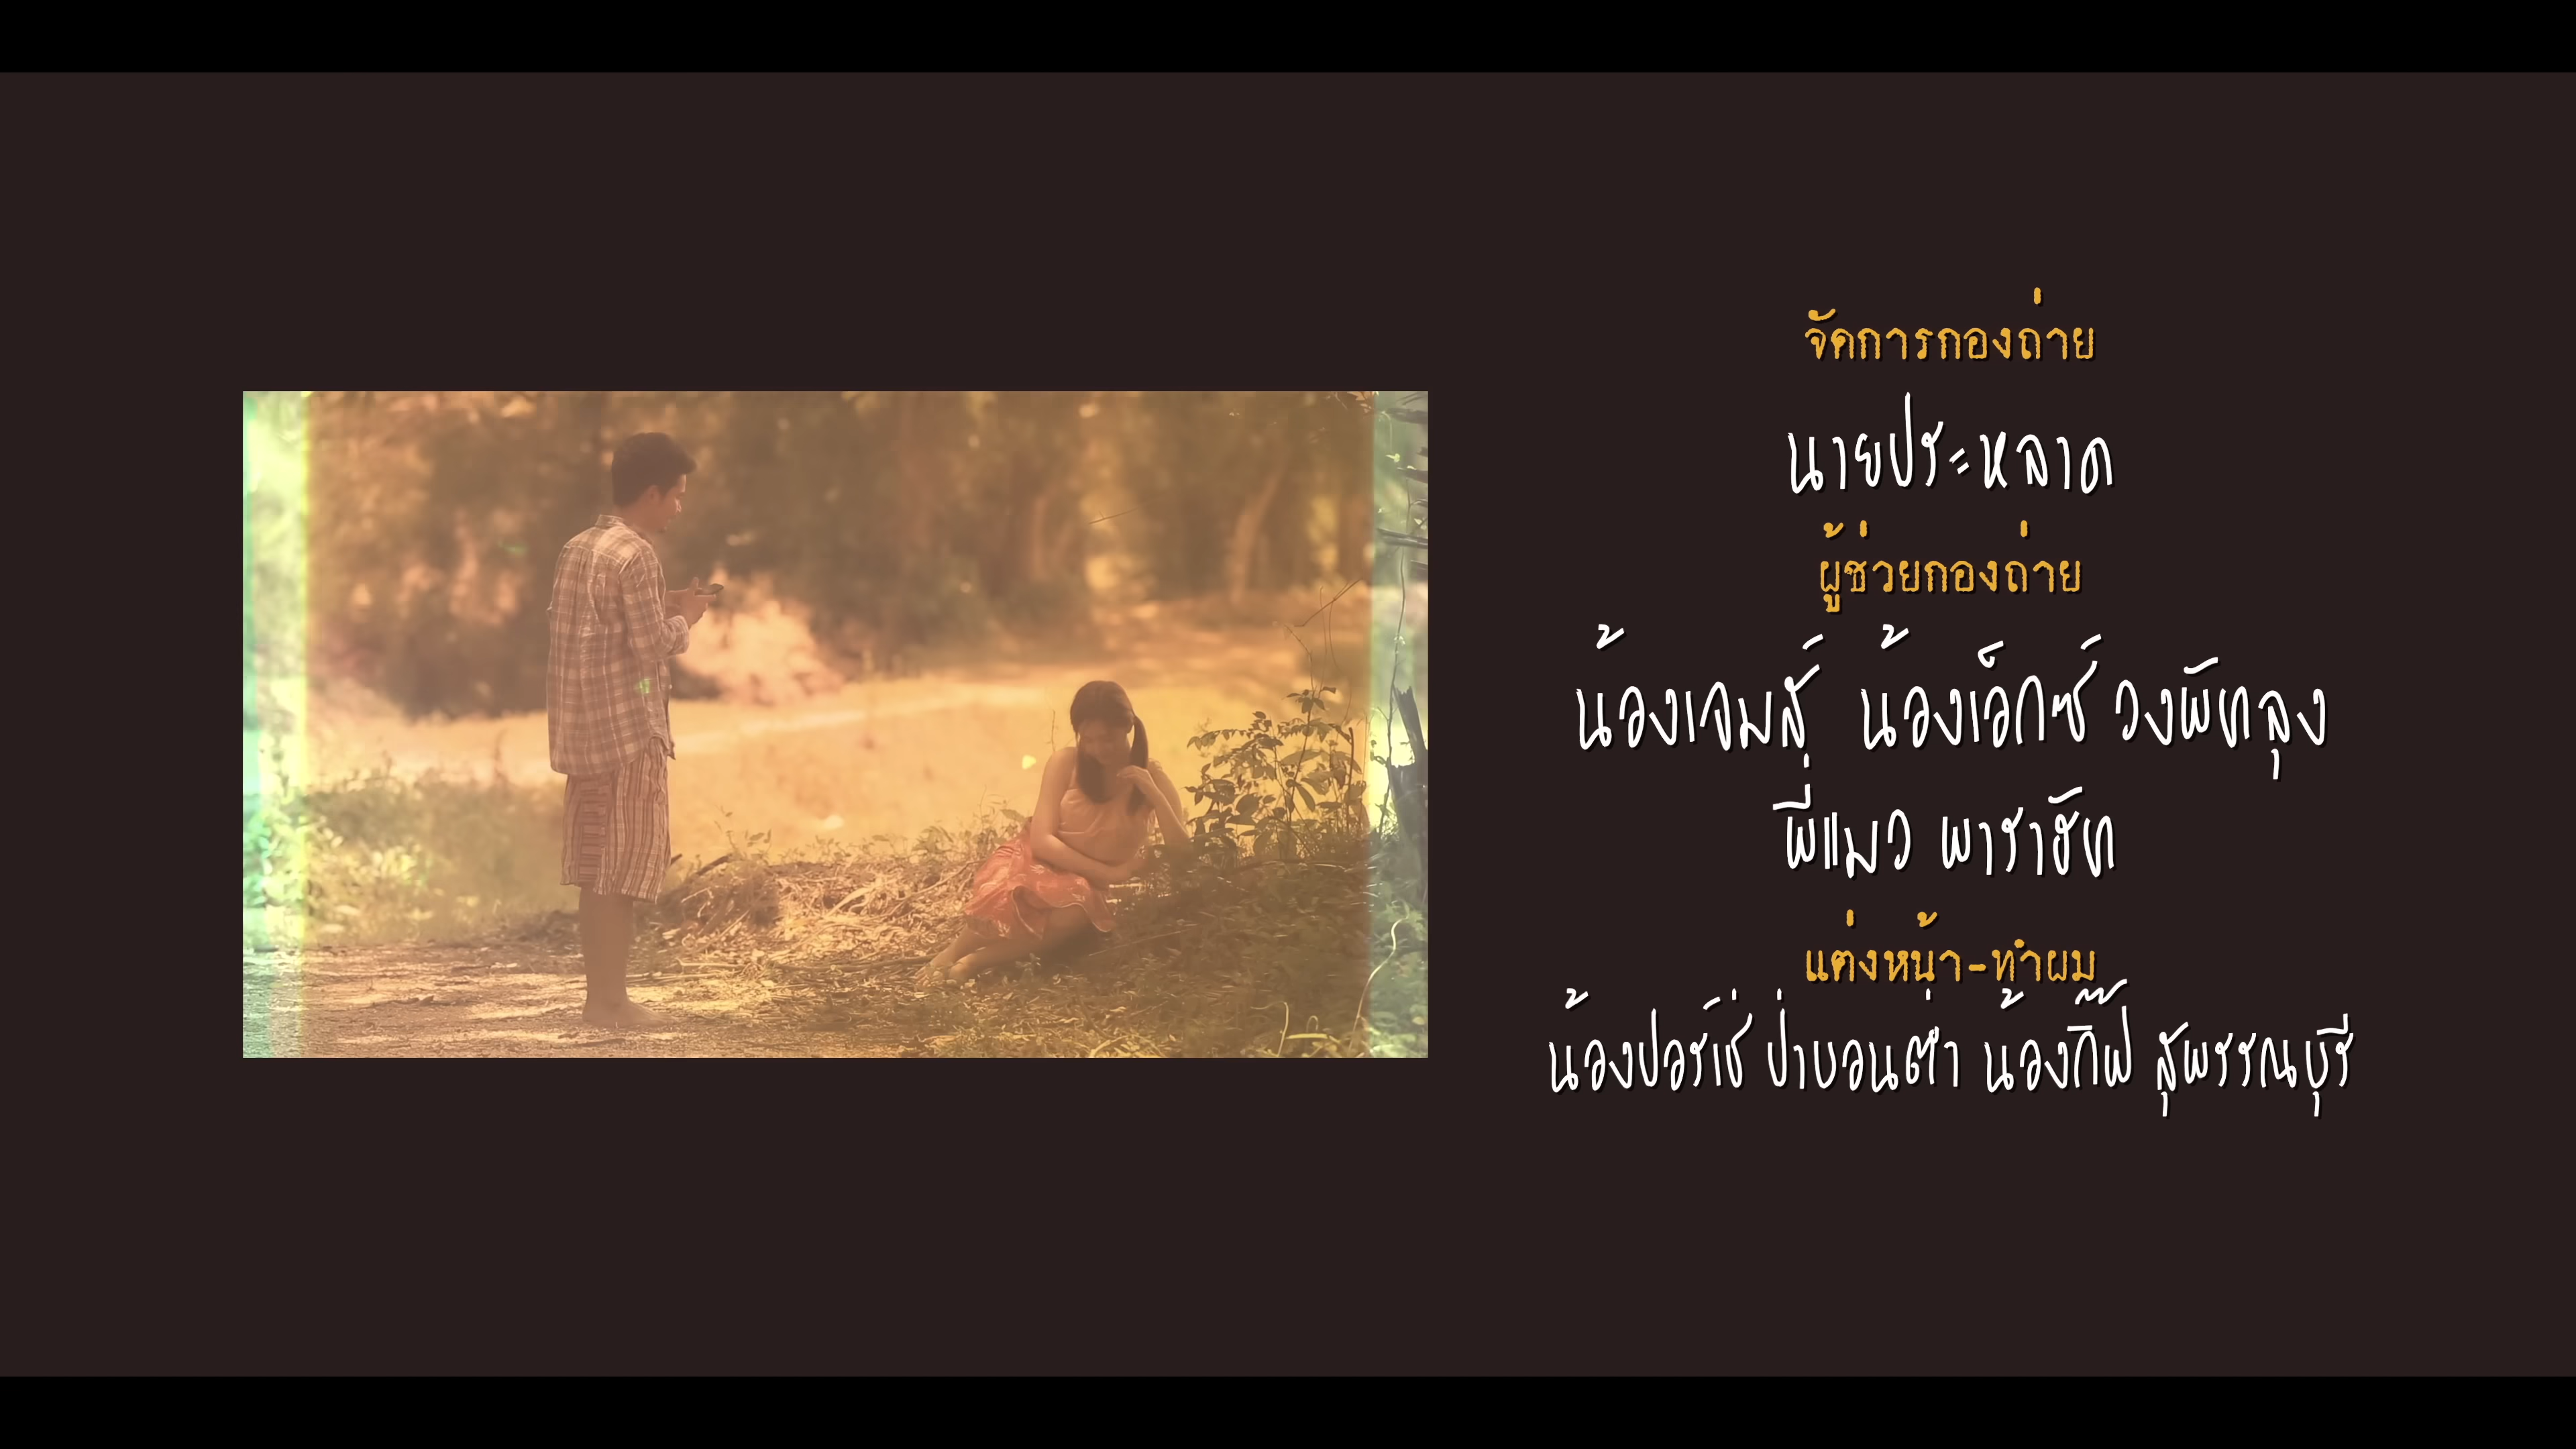 จัดการกองถ่าย
นายประหลาด
ผู้ช่วยกองถ่าย
น้องเจมส์ น้องเอ็กซ์ วงพัทลุง
พี่แมว พาราฮัท
แต่งหน้า-ทำผม
น้องปอร์เช่ ป่าบอนต่ำ น้องกิ๊ฟ สุพรรณบุรี